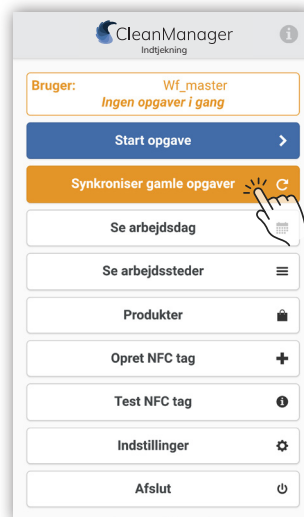 CleanManager
Indtjekning
Bruger: Wf_master
Ingen opgaver i gang
Start opgave
Synkroniser gamle opgaver
Se arbejdsdag
Se arbejdssteder
Produkter
Opret NFC tag
Test NFC tag
Indstillinger
Afslut